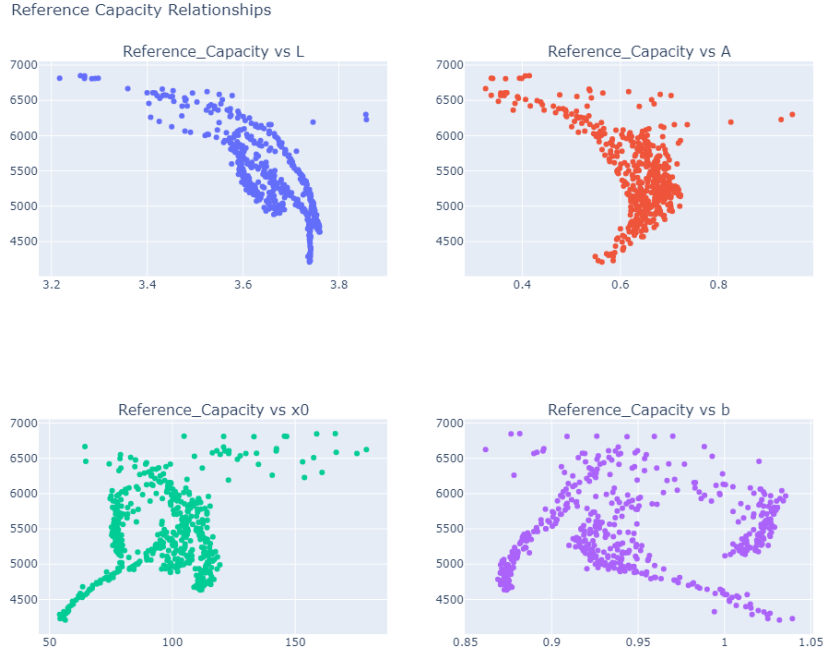 Reference Capacity Relationships
Reference_Capacity vs L
Reference_Capacity vs A
7000
6500
6000
5500
5000
4500
3.2 3.4 3.6 3.8
7000
6500
6000
5500
5000
4500
0.4 0.6 0.8
Reference_Capacity vs x0
Reference_Capacity vs b
7000
6500
6000
5500
5000
4500
50 100 150
7000
6500
6000
5500
5000
4500
0.85 0.9 0.95 1 1.05